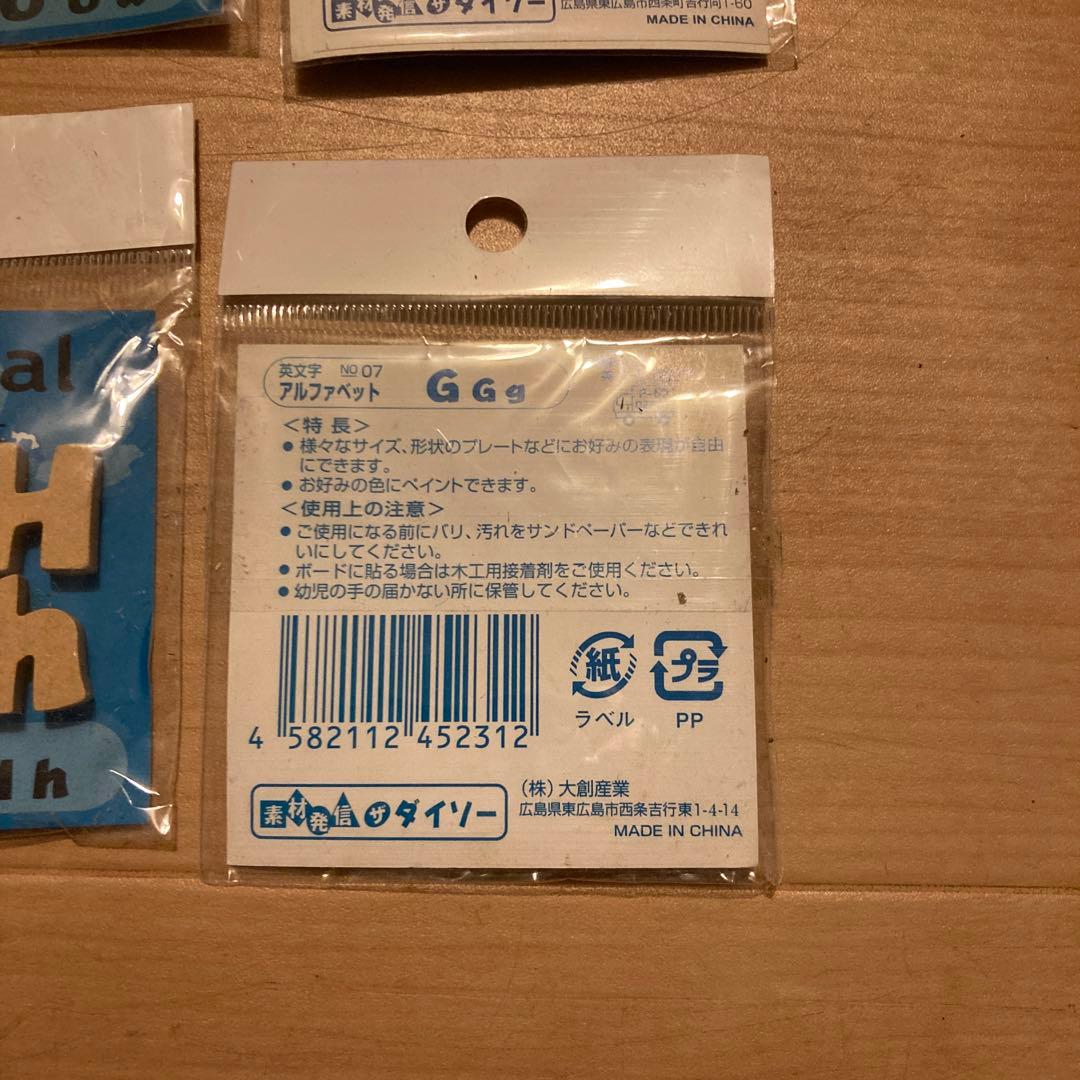 広島県東広島市西条町吉行向1-60
MADE IN CHINA
al
H
h
h
英文字 NO 07
アルファベット
G G g
＜特 長＞
● 様々なサイズ、形状のプレートなどにお好みの表現が自由
にできます。
● お好みの色にペイントできます。
＜使用上の注意＞
● ご使用になる前にバリ、汚れをサンドペーパーなどできれ
いにしてください。
● ボードに貼る場合は木工用接着剤をご使用ください。
● 幼児の手の届かない所に保管してください。
4 582112 452312
紙
ラベル
プラ
PP
素材発信 ザ ダイソー
(株) 大創産業
広島県東広島市西条吉行東1-4-14
MADE IN CHINA